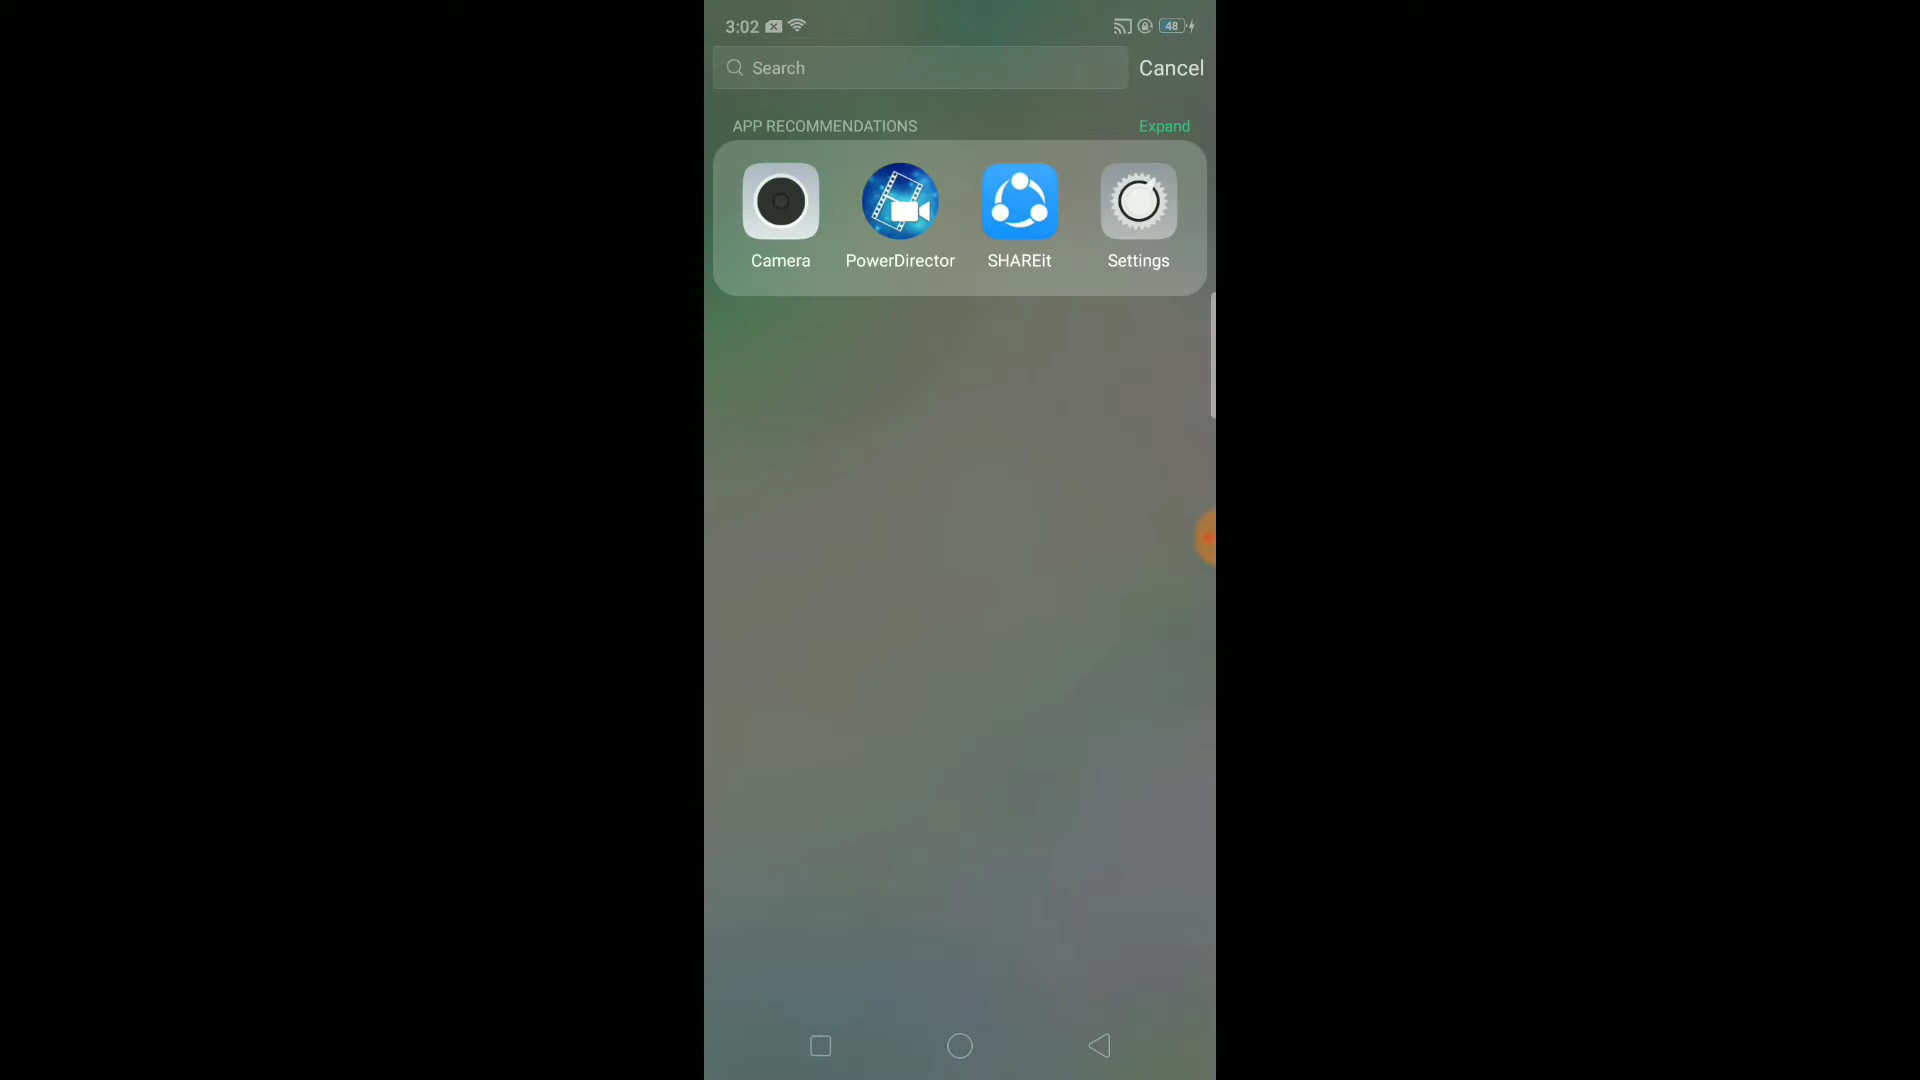 3:02
48
Search
Cancel
APP RECOMMENDATIONS
Expand
Camera
PowerDirector
SHAREit
Settings